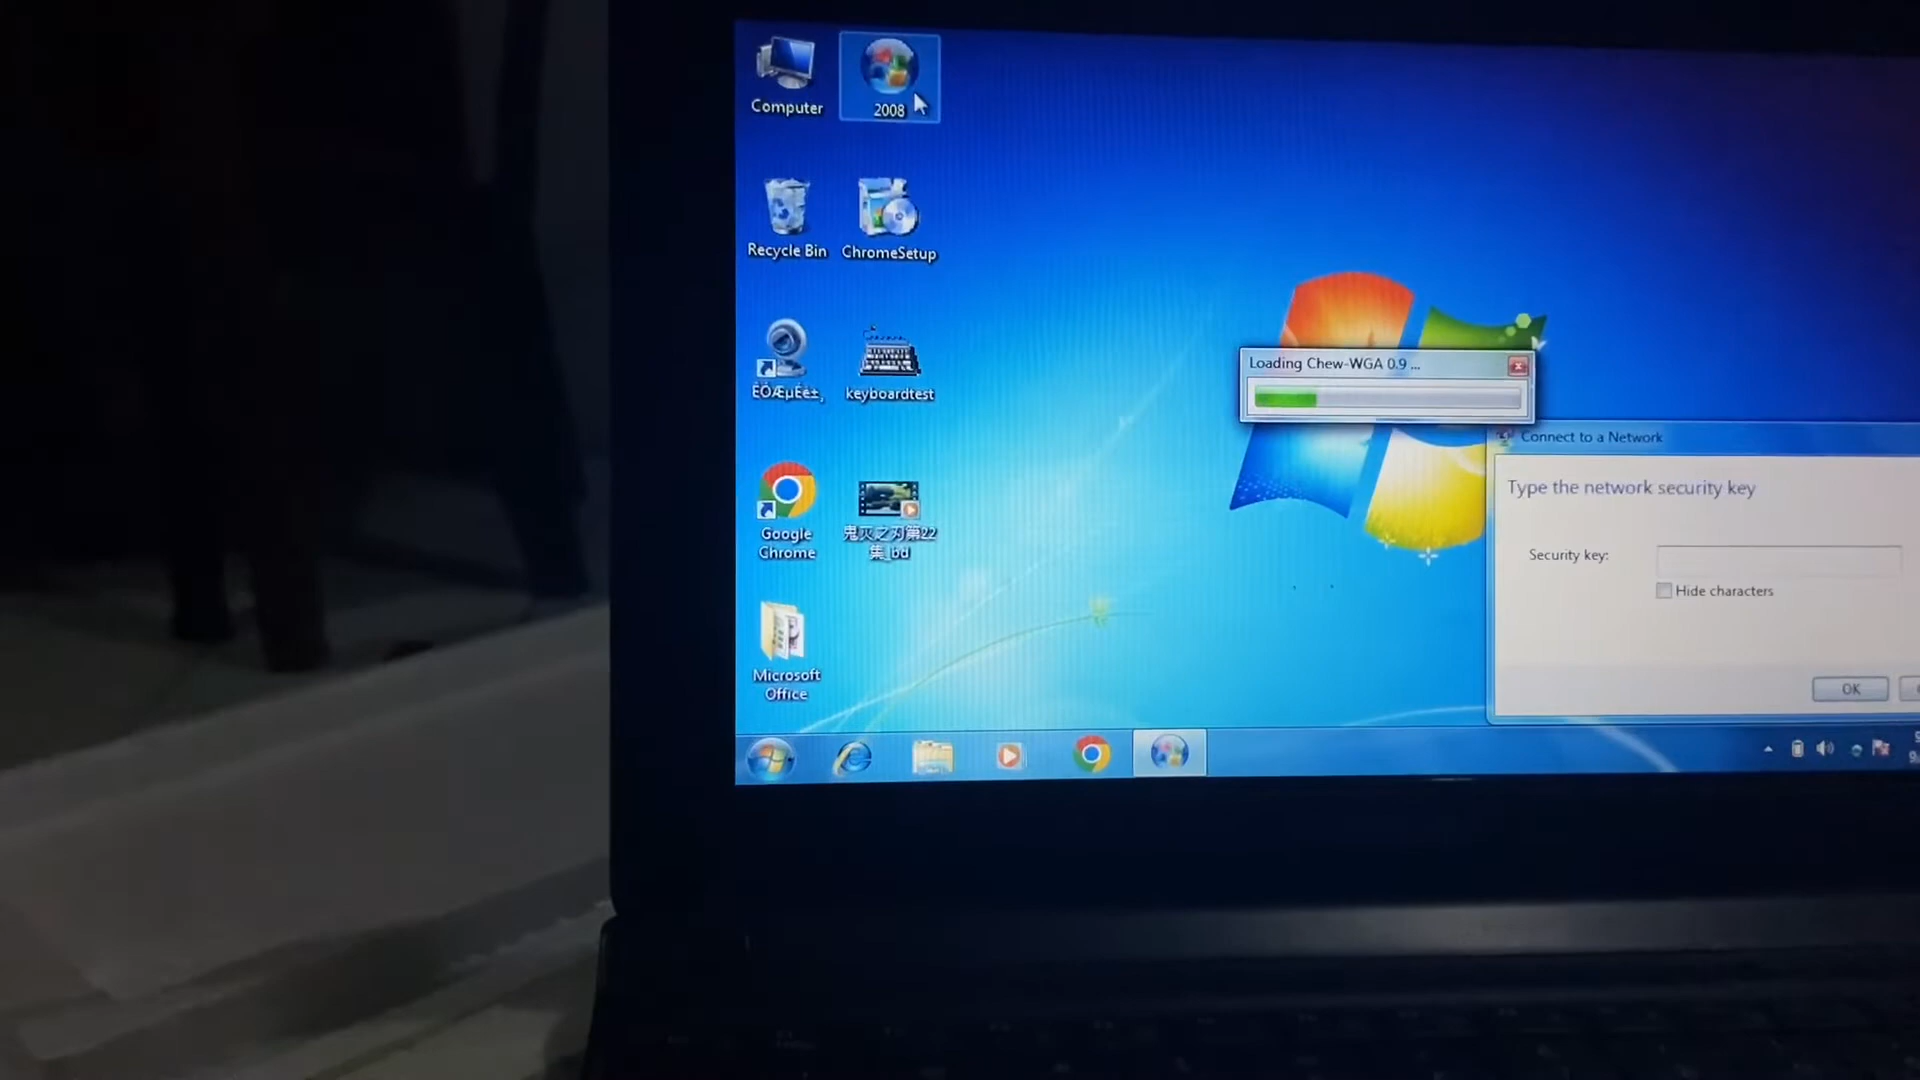 Computer
2008
Recycle Bin
ChromeSetup
ÊÓÆµÉè±¸
keyboardtest
Google
Chrome
鬼灭之刃第22
集_bd
Microsoft
Office
Loading Chew-WGA 0.9 ...
Connect to a Network
Type the network security key
Security key:
Hide characters
OK